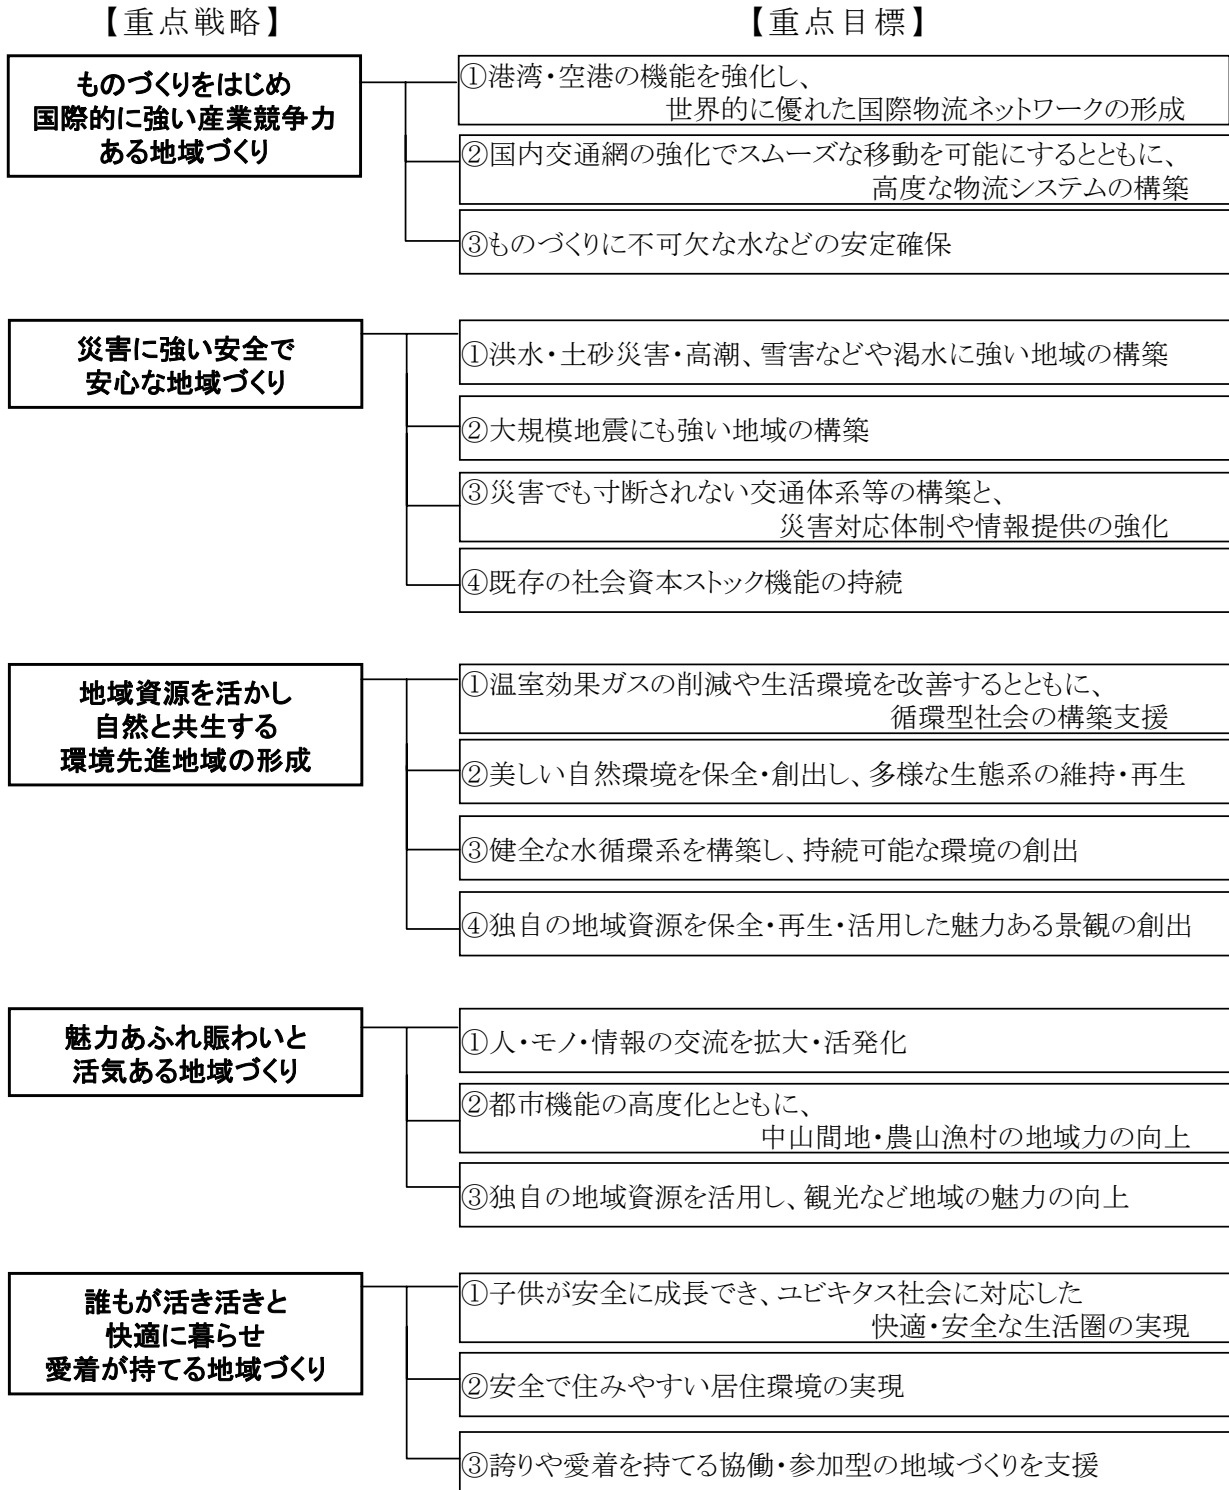 【重点戦略】
【重点目標】
ものづくりをはじめ
国際的に強い産業競争力
ある地域づくり
①港湾・空港の機能を強化し、
世界的に優れた国際物流ネットワークの形成
②国内交通網の強化でスムーズな移動を可能にするとともに、
高度な物流システムの構築
③ものづくりに不可欠な水などの安定確保
災害に強い安全で
安心な地域づくり
①洪水・土砂災害・高潮、雪害などや渇水に強い地域の構築
②大規模地震にも強い地域の構築
③災害でも寸断されない交通体系等の構築と、
災害対応体制や情報提供の強化
④既存の社会資本ストック機能の持続
地域資源を活かし
自然と共生する
環境先進地域の形成
①温室効果ガスの削減や生活環境を改善するとともに、
循環型社会の構築支援
②美しい自然環境を保全・創出し、多様な生態系の維持・再生
③健全な水循環系を構築し、持続可能な環境の創出
④独自の地域資源を保全・再生・活用した魅力ある景観の創出
魅力あふれ賑わいと
活気ある地域づくり
①人・モノ・情報の交流を拡大・活発化
②都市機能の高度化とともに、
中山間地・農山漁村の地域力の向上
③独自の地域資源を活用し、観光など地域の魅力の向上
誰もが活き活きと
快適に暮らせ
愛着が持てる地域づくり
①子供が安全に成長でき、ユビキタス社会に対応した
快適・安全な生活圏の実現
②安全で住みやすい居住環境の実現
③誇りや愛着を持てる協働・参加型の地域づくりを支援